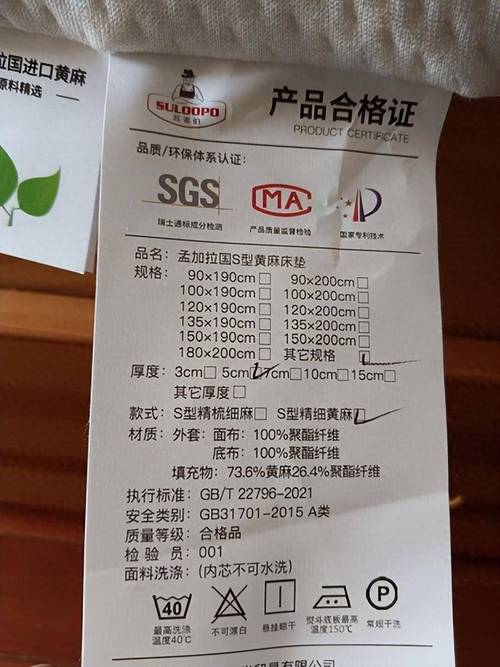 拉国进口黄麻
原料精选
SULOOPO
产品合格证
PRODUCT CERTIFICATE
品质/环保体系认证:
SGS
MA
瑞士通标成分检测
产品质量监督检验
国家专利技术
品名: 孟加拉国S型黄麻床垫
规格: 90×190cm□ 90×200cm□
100×190cm□ 100×200cm□
120×190cm□ 120×200cm□
135×190cm□ 135×200cm□
150×190cm□ 150×200cm□
180×200cm□ 其它规格□
厚度: 3cm□ 5cm□ 7cm□ 10cm□ 15cm□
其它厚度□
款式: S型精梳细麻□ S型精细黄麻□
材质: 外套: 面布: 100%聚酯纤维
底布: 100%聚酯纤维
填充物: 73.6%黄麻26.4%聚酯纤维
执行标准: GB/T 22796-2021
安全类别: GB31701-2015 A类
质量等级: 合格品
检 验 员: 001
面料洗涤: (内芯不可水洗)
40
P
最高洗涤
温度40℃
不可漂白
悬挂晾干
熨斗底板最高
温度150℃
常规干洗